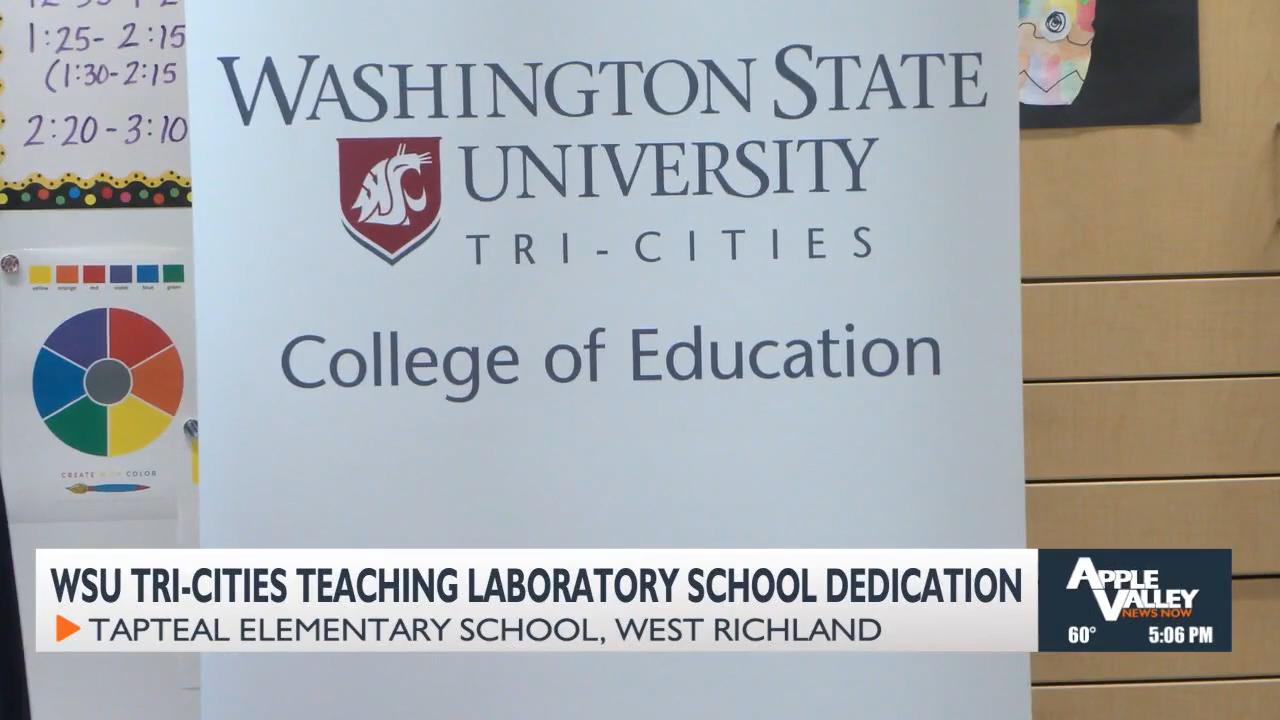 1:25- 2:15
(1:30-2:15
2:20-3:10
WASHINGTON STATE
UNIVERSITY
TRI-CITIES
College of Education
yellow orange red violet blue green
CREATE WITH COLOR
WSU TRI-CITIES TEACHING LABORATORY SCHOOL DEDICATION
TAPTEAL ELEMENTARY SCHOOL, WEST RICHLAND
APPLE
VALLEY
NEWS NOW
60° 5:06 PM